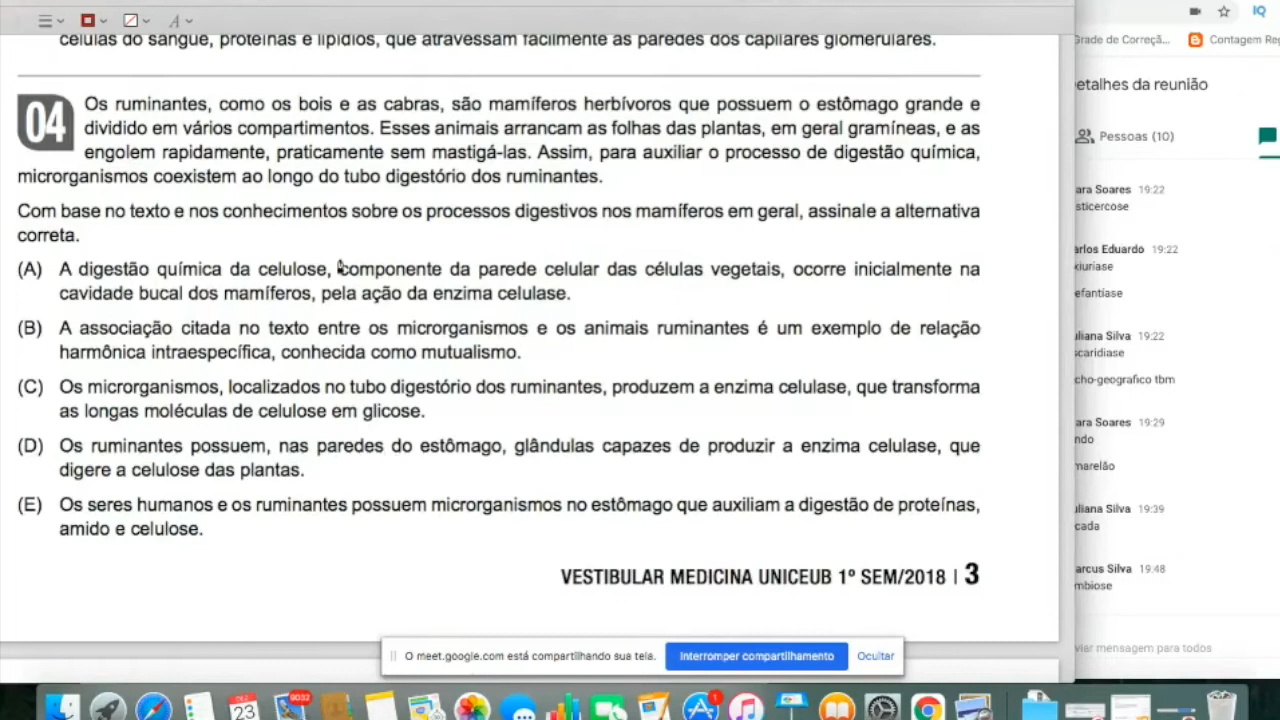 células do sangue, proteínas e lipídios, que atravessam facilmente as paredes dos capilares glomerulares.
04
Os ruminantes, como os bois e as cabras, são mamíferos herbívoros que possuem o estômago grande e
dividido em vários compartimentos. Esses animais arrancam as folhas das plantas, em geral gramíneas, e as
engolem rapidamente, praticamente sem mastigá-las. Assim, para auxiliar o processo de digestão química,
microrganismos coexistem ao longo do tubo digestório dos ruminantes.
Com base no texto e nos conhecimentos sobre os processos digestivos nos mamíferos em geral, assinale a alternativa
correta.
(A) A digestão química da celulose, componente da parede celular das células vegetais, ocorre inicialmente na
cavidade bucal dos mamíferos, pela ação da enzima celulase.
(B) A associação citada no texto entre os microrganismos e os animais ruminantes é um exemplo de relação
harmônica intraespecífica, conhecida como mutualismo.
(C) Os microrganismos, localizados no tubo digestório dos ruminantes, produzem a enzima celulase, que transforma
as longas moléculas de celulose em glicose.
(D) Os ruminantes possuem, nas paredes do estômago, glândulas capazes de produzir a enzima celulase, que
digere a celulose das plantas.
(E) Os seres humanos e os ruminantes possuem microrganismos no estômago que auxiliam a digestão de proteínas,
amido e celulose.
VESTIBULAR MEDICINA UNICEUB 1º SEM/2018 | 3
O meet.google.com está compartilhando sua tela. Interromper compartilhamento Ocultar
IQ
Grade de Correçã... Contagem Reg
etalhes da reunião
Pessoas (10)
ara Soares 19:22
sticercose
arlos Eduardo 19:22
xiuríase
efantíase
uliana Silva 19:22
scaridiase
cho-geografico tbm
ara Soares 19:29
ndo
marelão
uliana Silva 19:39
cada
arcus Silva 19:48
mbiose
viar mensagem para todos
DEZ
23
9032
1